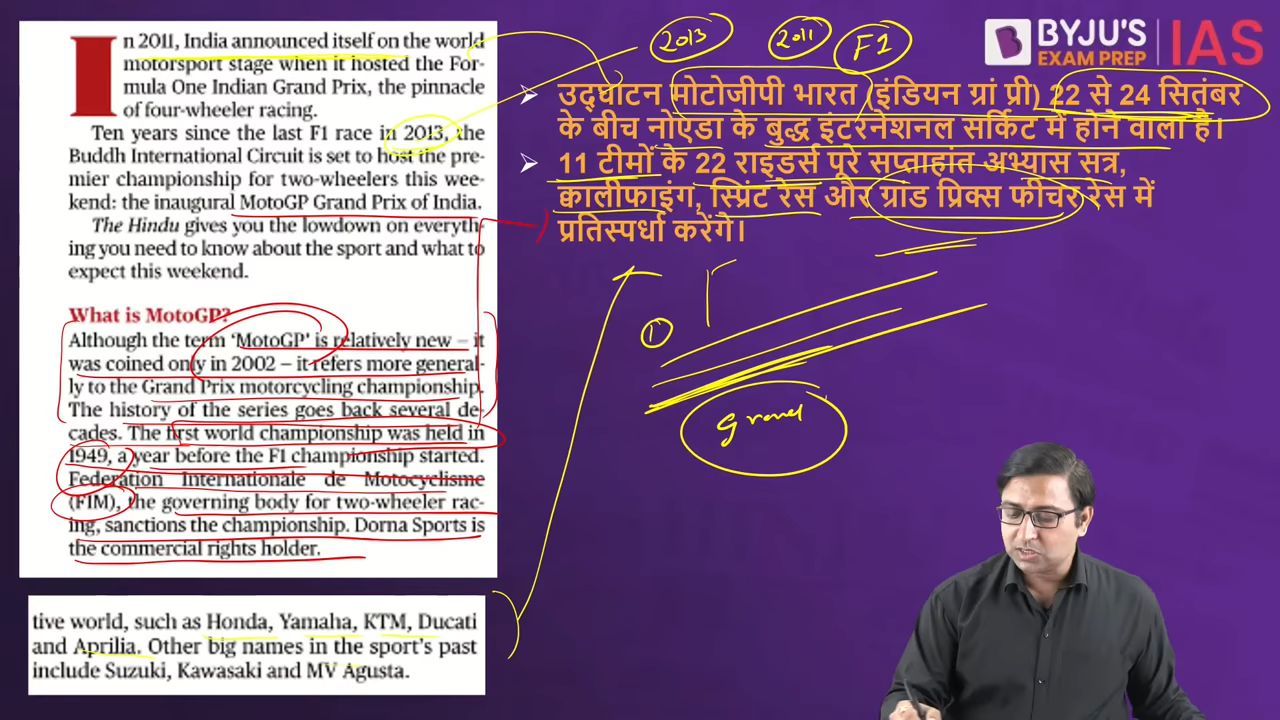 In 2011, India announced itself on the world
motorsport stage when it hosted the For-
mula One Indian Grand Prix, the pinnacle
of four-wheeler racing.
Ten years since the last F1 race in 2013, the
Buddh International Circuit is set to host the pre-
mier championship for two-wheelers this wee-
kend: the inaugural MotoGP Grand Prix of India.
The Hindu gives you the lowdown on everyth-
ing you need to know about the sport and what to
expect this weekend.
What is MotoGP?
Although the term ‘MotoGP’ is relatively new – it
was coined only in 2002 – it refers more general-
ly to the Grand Prix motorcycling championship.
The history of the series goes back several de-
cades. The first world championship was held in
1949, a year before the F1 championship started.
Federation Internationale de Motocyclisme
(FIM), the governing body for two-wheeler rac-
ing, sanctions the championship. Dorna Sports is
the commercial rights holder.
tive world, such as Honda, Yamaha, KTM, Ducati
and Aprilia. Other big names in the sport's past
include Suzuki, Kawasaki and MV Agusta.
2013 2011 F1
BYJU'S IAS
EXAM PREP
उद्घाटन मोटोजीपी भारत (इंडियन ग्रां प्री) 22 से 24 सितंबर
के बीच नोएडा के बुद्ध इंटरनेशनल सर्किट में होने वाला है।
11 टीमों के 22 राइडर्स पूरे सप्ताहांत अभ्यास सत्र,
क्वालीफाइंग, स्प्रिंट रेस और ग्रांड प्रिक्स फीचर रेस में
प्रतिस्पर्धा करेंगे।
1